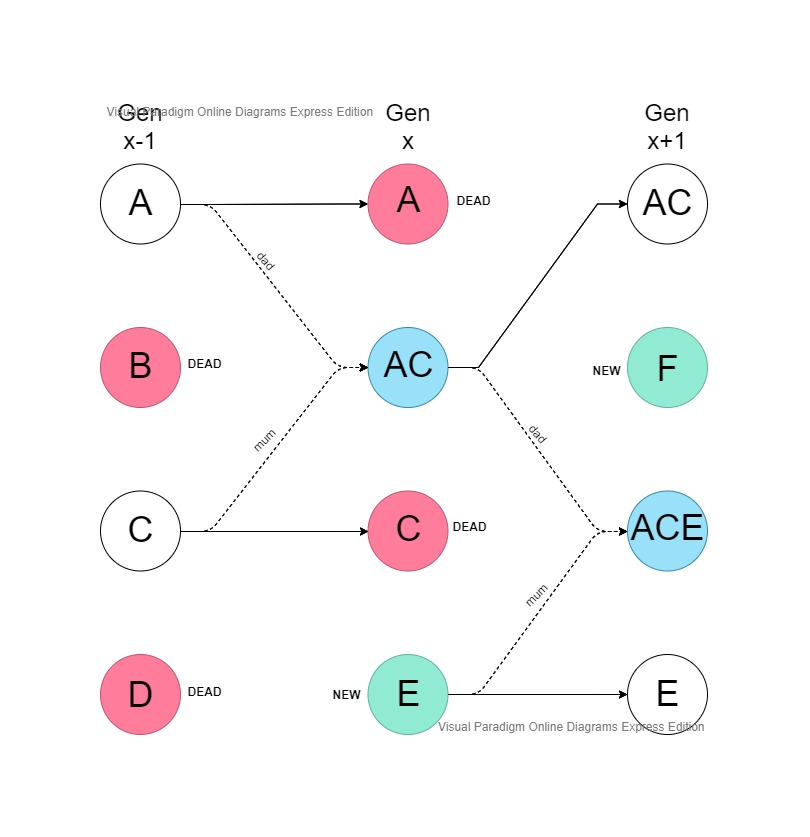 Visual Paradigm Online Diagrams Express Edition
Gen
x-1
Gen
x
Gen
x+1
A
A
DEAD
AC
dad
B
DEAD
AC
NEW
F
mum
dad
C
C
DEAD
ACE
mum
D
DEAD
NEW
E
E
Visual Paradigm Online Diagrams Express Edition